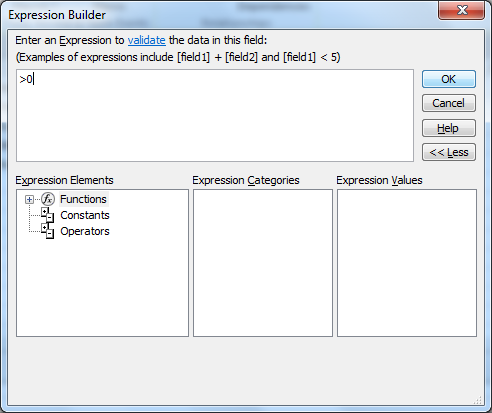 Expression Builder
Enter an Expression to validate the data in this field:
(Examples of expressions include [field1] + [field2] and [field1] < 5)
>0
OK
Cancel
Help
<< Less
Expression Elements
Expression Categories
Expression Values
Functions
Constants
Operators